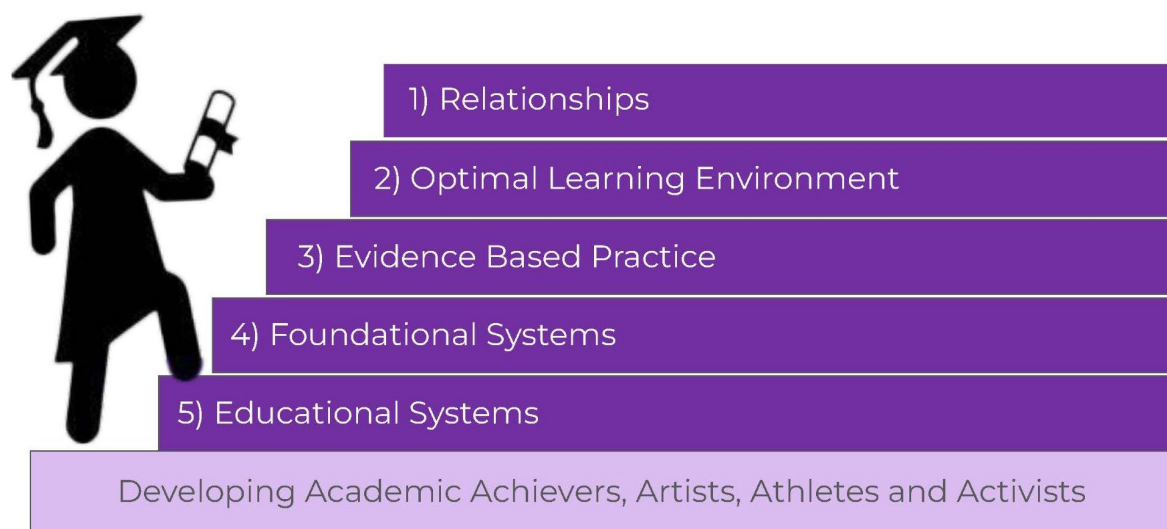 1) Relationships
2) Optimal Learning Environment
3) Evidence Based Practice
4) Foundational Systems
5) Educational Systems
Developing Academic Achievers, Artists, Athletes and Activists